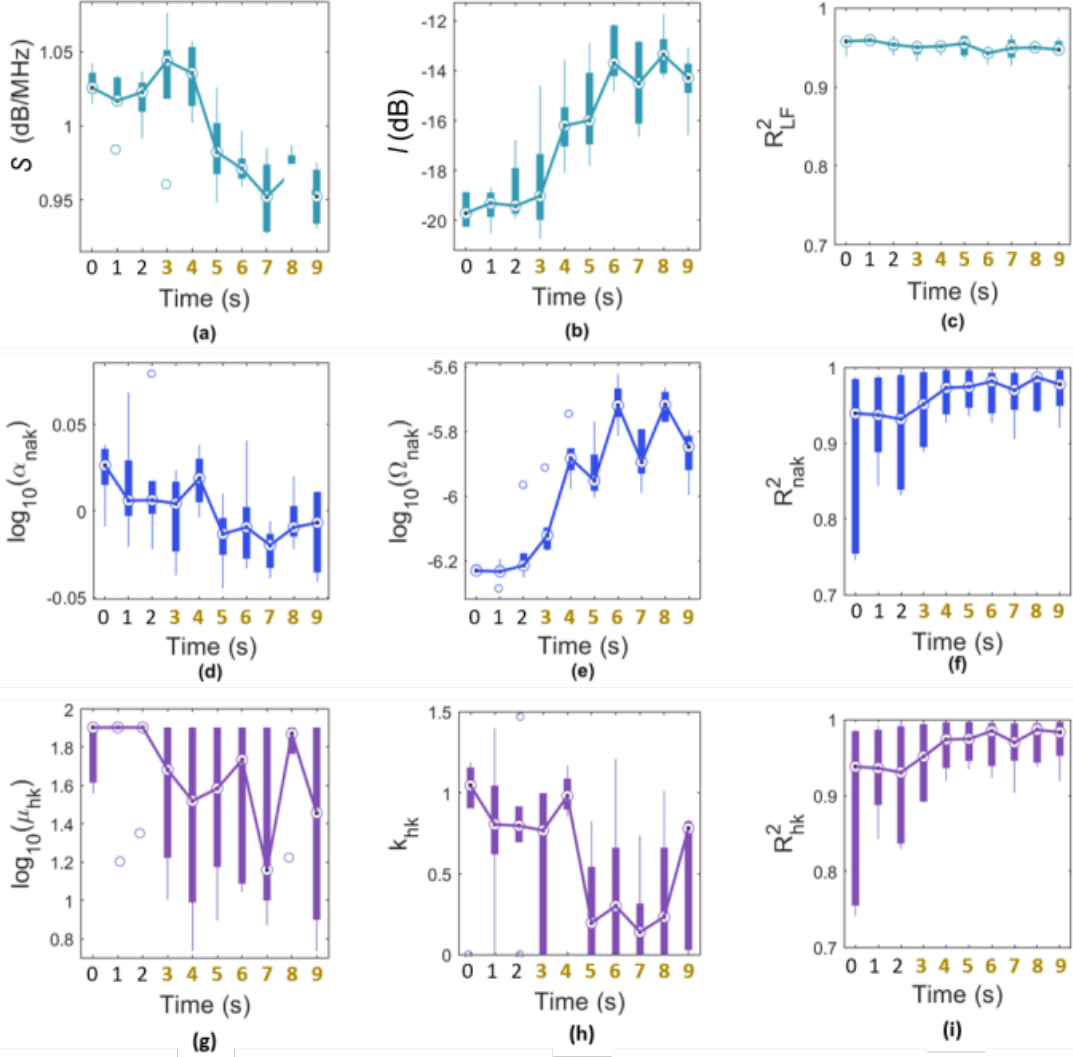 S (dB/MHz)
1.05
1
0.95
0 1 2 3 4 5 6 7 8 9
Time (s)
(a)
I (dB)
-12
-14
-16
-18
-20
0 1 2 3 4 5 6 7 8 9
Time (s)
(b)
R²LF
1
0.9
0.8
0.7
0 1 2 3 4 5 6 7 8 9
Time (s)
(c)
log10(αnak)
0.05
0
-0.05
0 1 2 3 4 5 6 7 8 9
Time (s)
(d)
log10(Ωnak)
-5.6
-5.8
-6
-6.2
0 1 2 3 4 5 6 7 8 9
Time (s)
(e)
R²nak
1
0.9
0.8
0.7
0 1 2 3 4 5 6 7 8 9
Time (s)
(f)
log10(μhk)
2
1.8
1.6
1.4
1.2
1
0.8
0 1 2 3 4 5 6 7 8 9
Time (s)
(g)
khk
1.5
1
0.5
0
0 1 2 3 4 5 6 7 8 9
Time (s)
(h)
R²hk
1
0.9
0.8
0.7
0 1 2 3 4 5 6 7 8 9
Time (s)
(i)